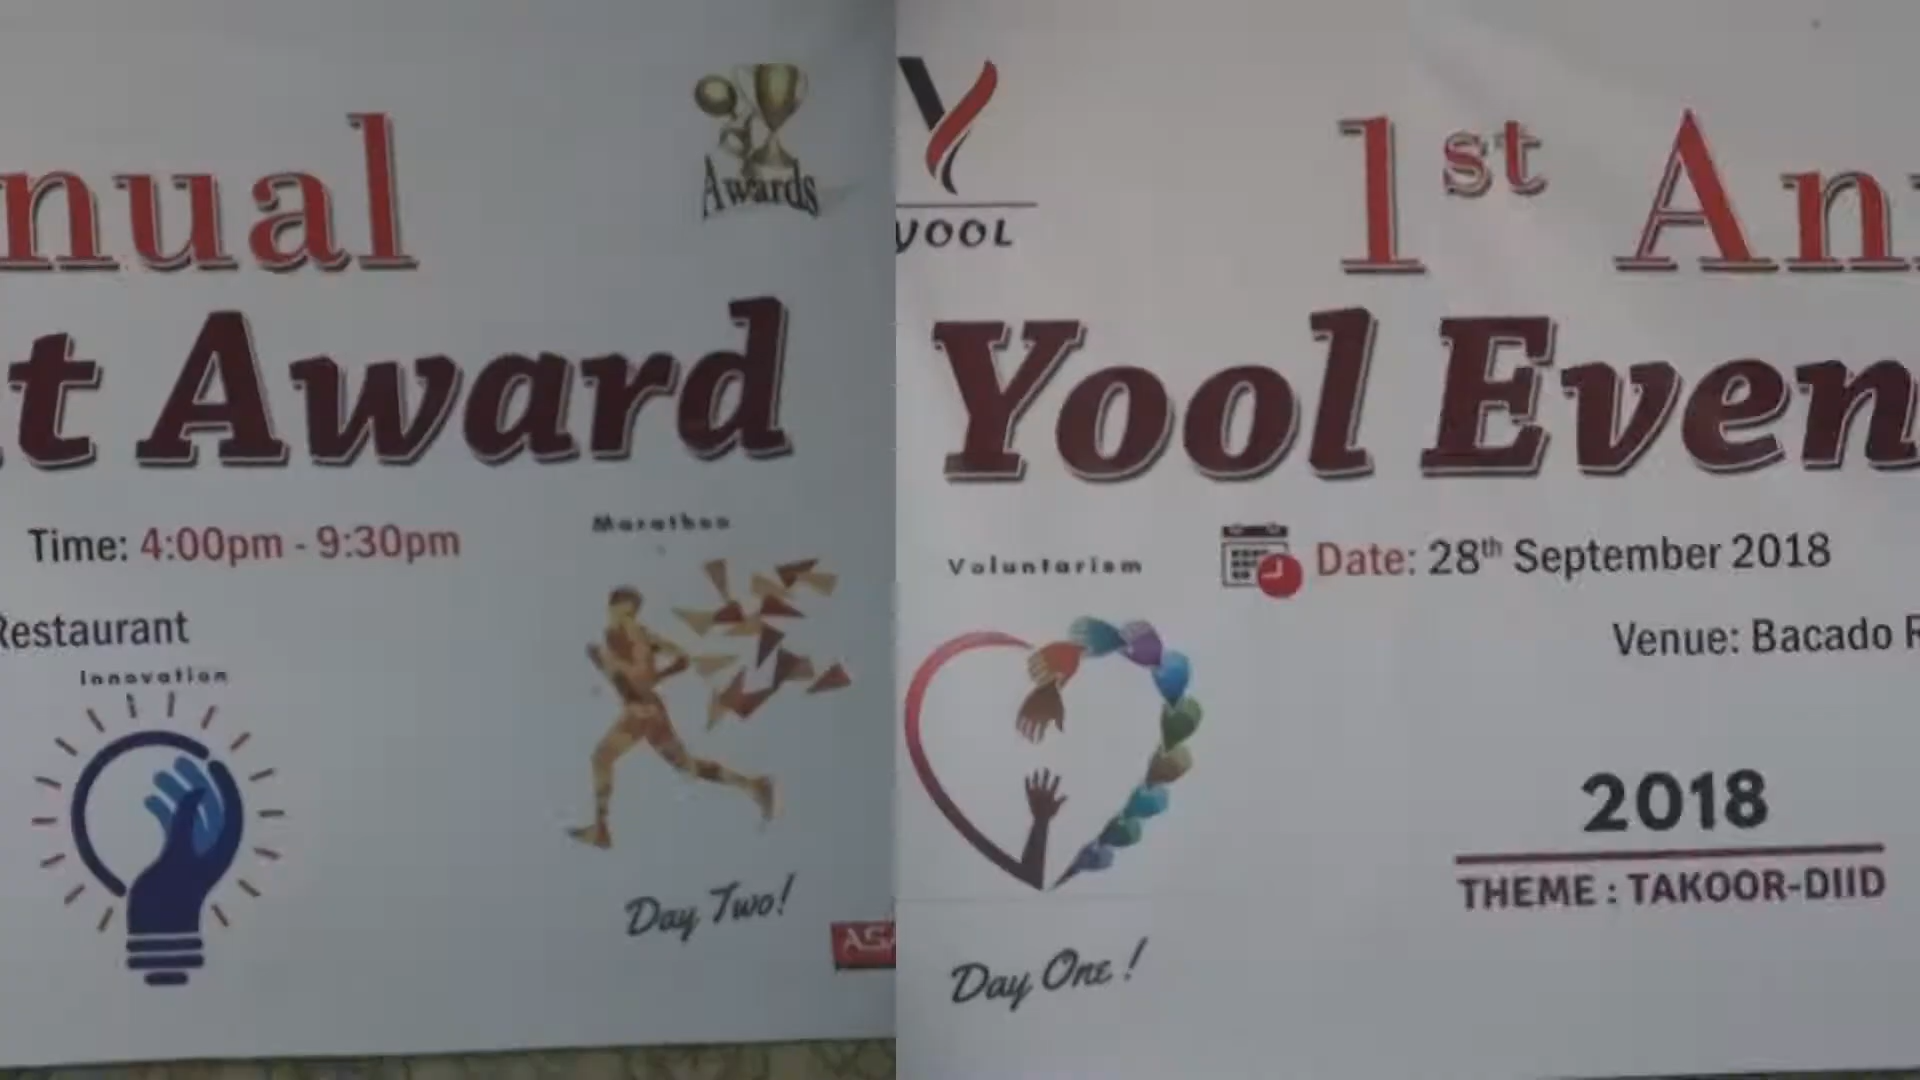 Awards
nual
t Award
Marathon
Time: 4:00pm - 9:30pm
Restaurant
Innovation
Day Two!
YOOL
1st An
Yool Even
Date: 28th September 2018
Voluntarism
Venue: Bacado R
2018
THEME : TAKOOR-DIID
Day One !